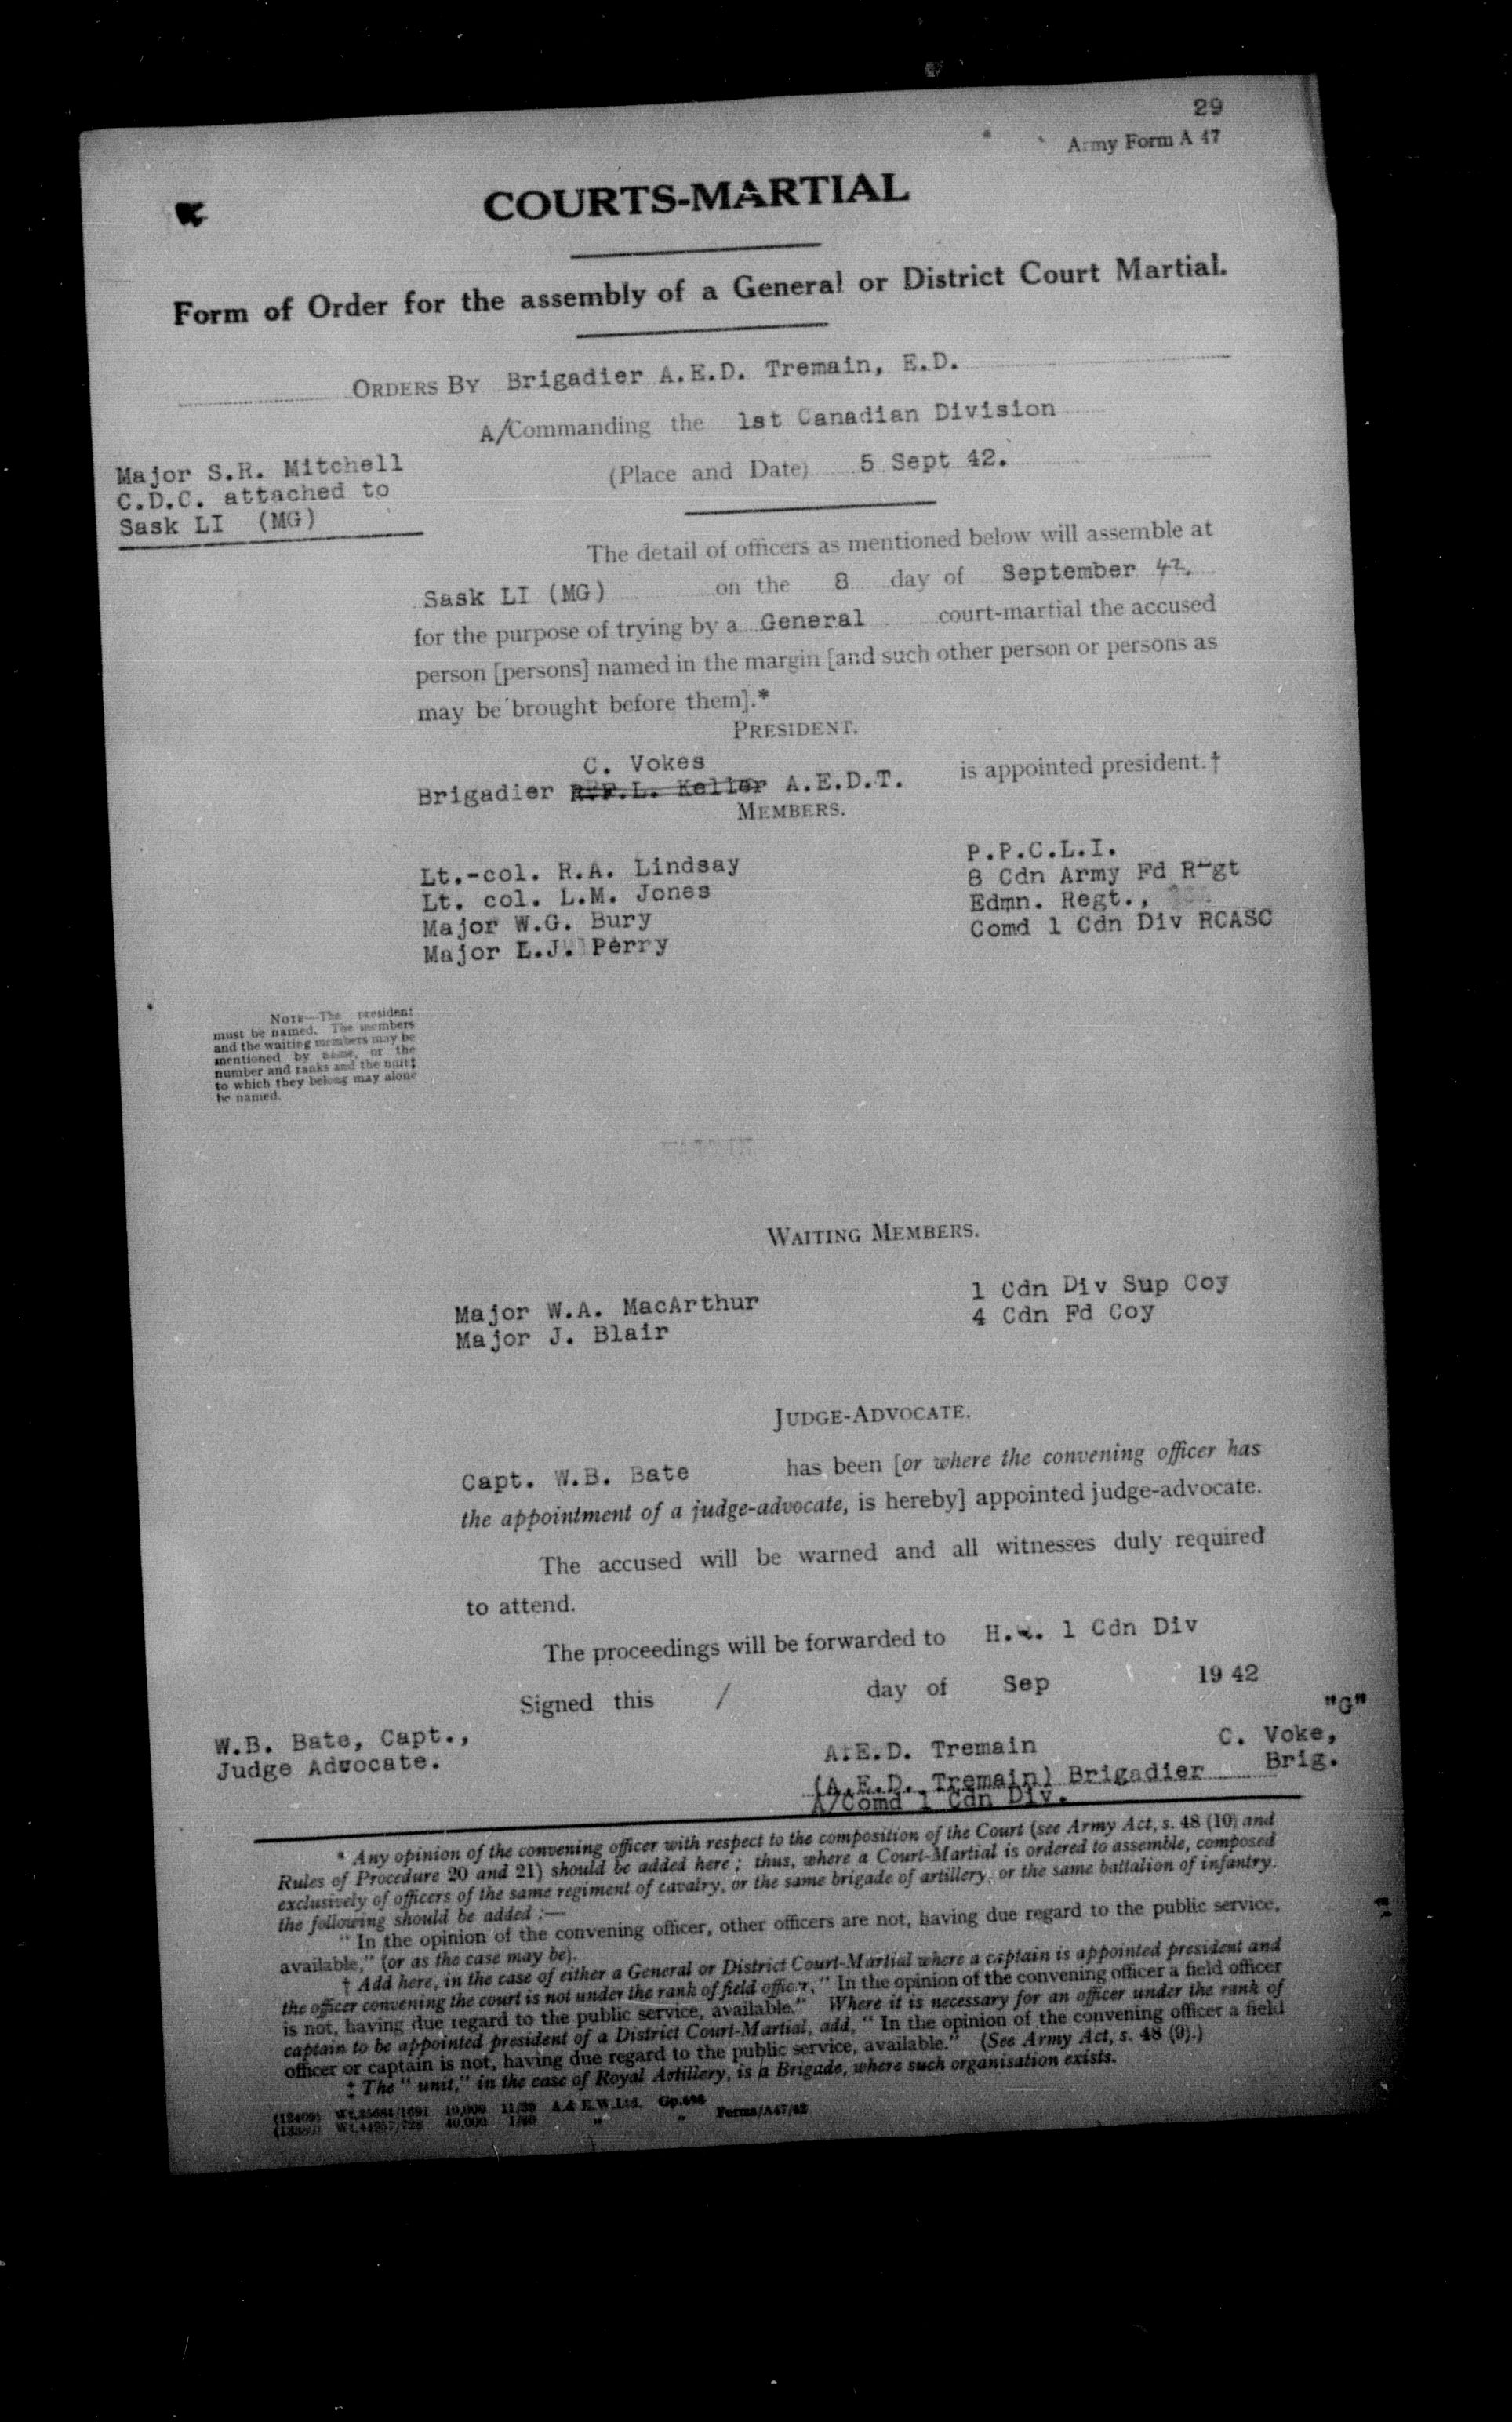 29
Army Form A 47
COURTS-MARTIAL
Form of Order for the assembly of a General or District Court Martial.
ORDERS BY Brigadier A.E.D. Tremain, E.D.
A/Commanding the 1st Canadian Division
(Place and Date) 5 Sept 42.
Major S.R. Mitchell
C.D.C. attached to
Sask LI (MG)
The detail of officers as mentioned below will assemble at
Sask LI (MG) on the 8 day of September 42.
for the purpose of trying by a General court-martial the accused
person [persons] named in the margin [and such other person or persons as
may be brought before them].*
PRESIDENT.
C. Vokes
Brigadier R.F.L. Keller A.E.D.T. is appointed president.†
MEMBERS.
Lt.-col. R.A. Lindsay P.P.C.L.I.
Lt. col. L.M. Jones 8 Cdn Army Fd Regt
Major W.G. Bury Edmn. Regt.,
Major L.J. Perry Comd 1 Cdn Div RCASC
NOTE—The president
must be named. The members
and the waiting members may be
mentioned by name, or the
number and ranks and the unit‡
to which they belong may alone
be named.
WAITING MEMBERS.
Major W.A. MacArthur 1 Cdn Div Sup Coy
Major J. Blair 4 Cdn Fd Coy
JUDGE-ADVOCATE.
Capt. W.B. Bate has been [or where the convening officer has
the appointment of a judge-advocate, is hereby] appointed judge-advocate.
The accused will be warned and all witnesses duly required
to attend.
The proceedings will be forwarded to H. 1 Cdn Div
Signed this / day of Sep 19 42
"G"
W.B. Bate, Capt.,
Judge Advocate.
A.E.D. Tremain C. Voke,
(A.E.D. Tremain) Brigadier Brig.
A/Comd 1 Cdn Div.
* Any opinion of the convening officer with respect to the composition of the Court (see Army Act, s. 48 (10) and
Rules of Procedure 20 and 21) should be added here ; thus, where a Court-Martial is ordered to assemble, composed
exclusively of officers of the same regiment of cavalry, or the same brigade of artillery, or the same battalion of infantry.
the following should be added :—
" In the opinion of the convening officer, other officers are not, having due regard to the public service,
available," (or as the case may be).
† Add here, in the case of either a General or District Court-Martial where a captain is appointed president and
the officer convening the court is not under the rank of field officer, " In the opinion of the convening officer a field officer
is not, having due regard to the public service, available." Where it is necessary for an officer under the rank of
captain to be appointed president of a District Court-Martial, add, " In the opinion of the convening officer a field
officer or captain is not, having due regard to the public service, available." (See Army Act, s. 48 (9).)
‡ The " unit," in the case of Royal Artillery, is a Brigade, where such organisation exists.
10,000 11/39 A.& E.W.Ltd.
40,000 1/40 " " Forms/A47/